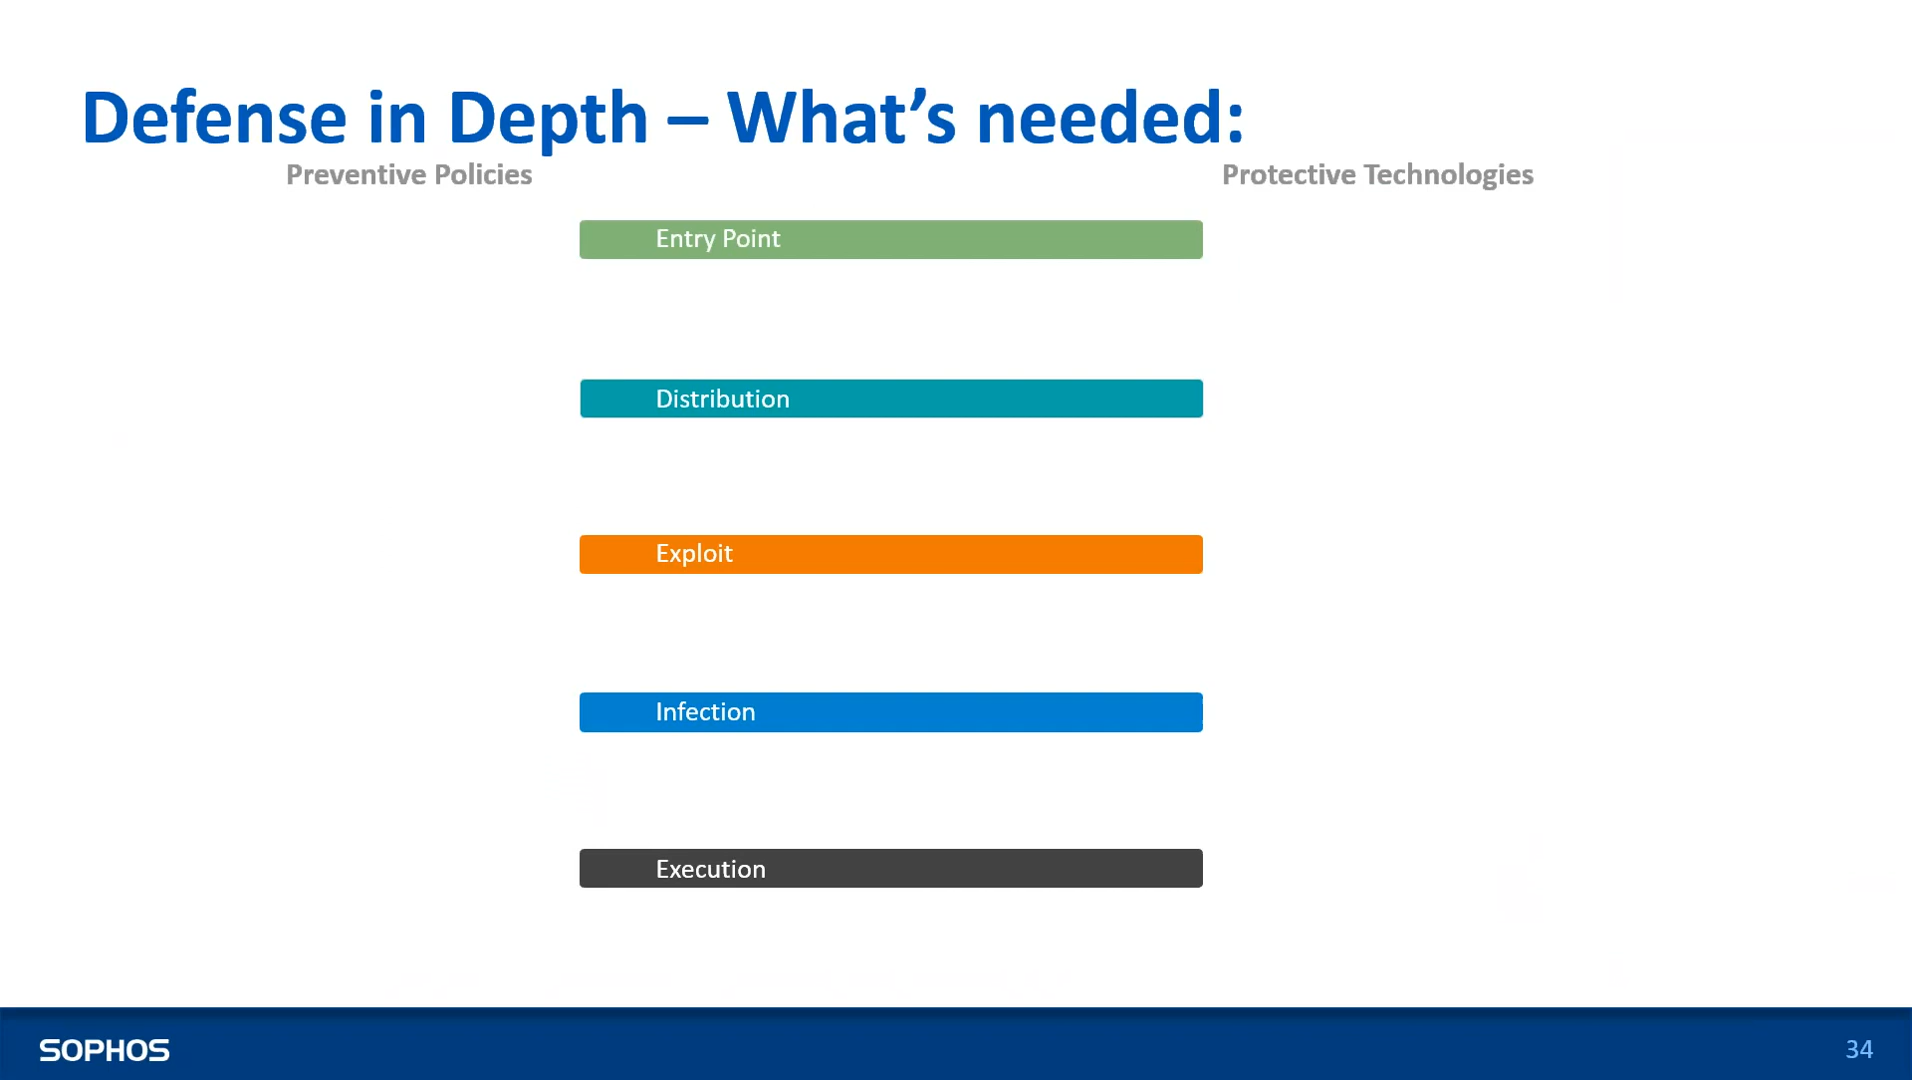 Defense in Depth – What’s needed:
Preventive Policies
Protective Technologies
Entry Point
Distribution
Exploit
Infection
Execution
SOPHOS
34